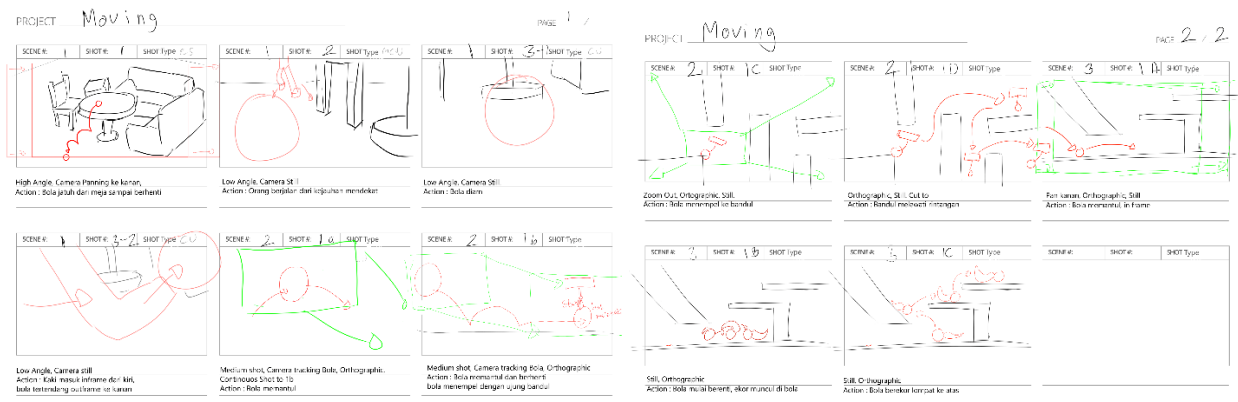 PROJECT Moving PAGE 1 /
SCENE #: 1 SHOT #: 1 SHOT Type CS
SCENE #: 1 SHOT #: 2 SHOT Type
SCENE #: 1 SHOT #: 3-1 SHOT Type CU
High Angle, Camera Panning ke kanan,
Action : Bola jatuh dari meja sampai berhenti
Low Angle, Camera Still
Action : Orang berjalan dari kejauhan mendekat
Low Angle, Camera Still
Action : Bola diam
SCENE #: 1 SHOT #: 3-2 SHOT Type CU
SCENE #: 2 SHOT #: 1a SHOT Type
SCENE #: 2 SHOT #: 1b SHOT Type
Low Angle, Camera still
Action : Kaki masuk inframe dari kiri,
bola tertendang outframe ke kanan
Medium shot, Camera tracking Bola, Orthographic.
Continuous Shot to 1b
Action : Bola memantul
Medium shot, Camera tracking Bola, Orthographic
Action : Bola memantul dan berhenti
bola menempel dengan ujung bandul
PROJECT Moving PAGE 2 / 2
SCENE #: 2 SHOT #: 1C SHOT Type
SCENE #: 2 SHOT #: 1D SHOT Type
SCENE #: 3 SHOT #: 1A SHOT Type
Zoom Out, Ortographic, Still,
Action : Bola menempel ke bandul
Orthographic, Still, Cut to
Action : Bandul melewati rintangan
Pan kanan, Orthographic, Still
Action : Bola memantul, in frame
SCENE #: 3 SHOT #: 1B SHOT Type
SCENE #: 3 SHOT #: 1C SHOT Type
SCENE #: SHOT #: SHOT Type
Still, Orthographic
Action : Bola mulai berenti, ekor muncul di bola
Still, Orthographic
Action : Bola berekor lompat ke atas